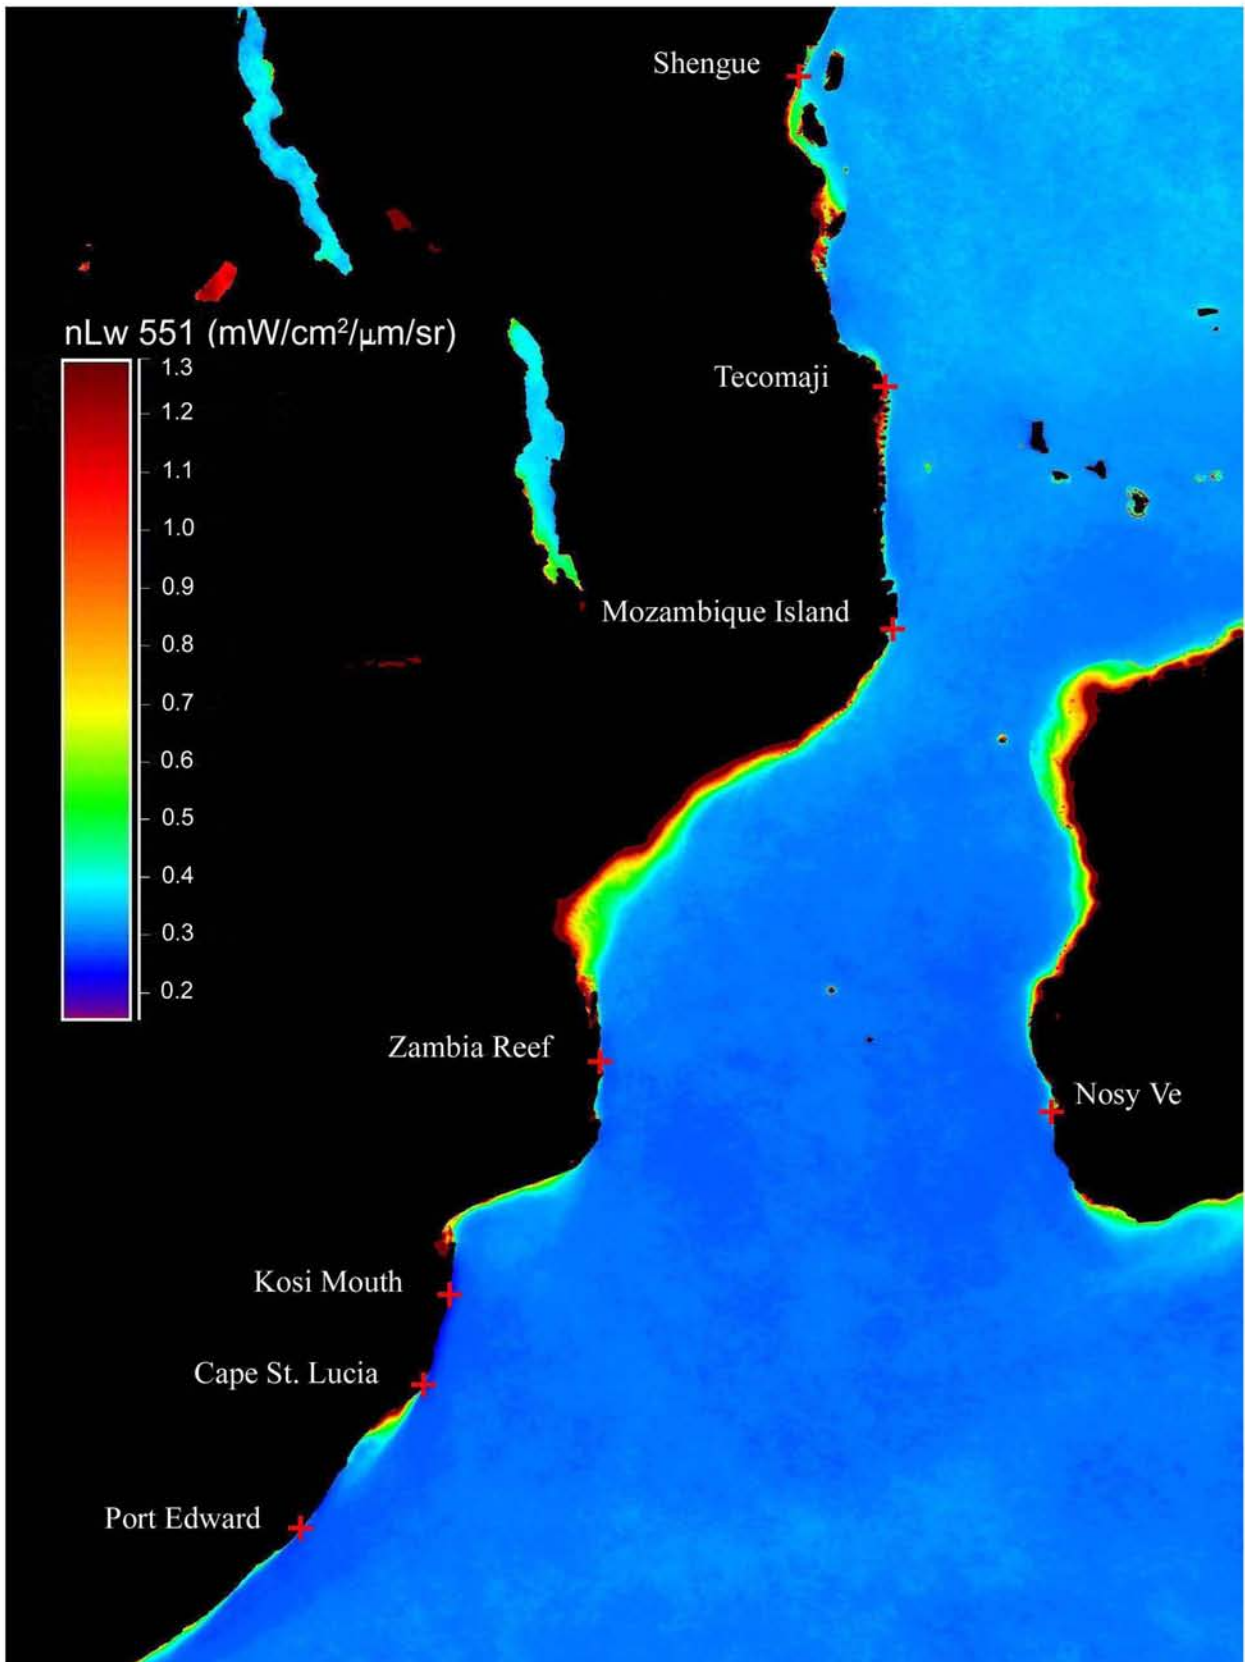 Shengue
nLw 551 (mW/cm²/μm/sr)
1.3
1.2
1.1
1.0
0.9
0.8
0.7
0.6
0.5
0.4
0.3
0.2
Tecomaji
Mozambique Island
Zambia Reef
Nosy Ve
Kosi Mouth
Cape St. Lucia
Port Edward